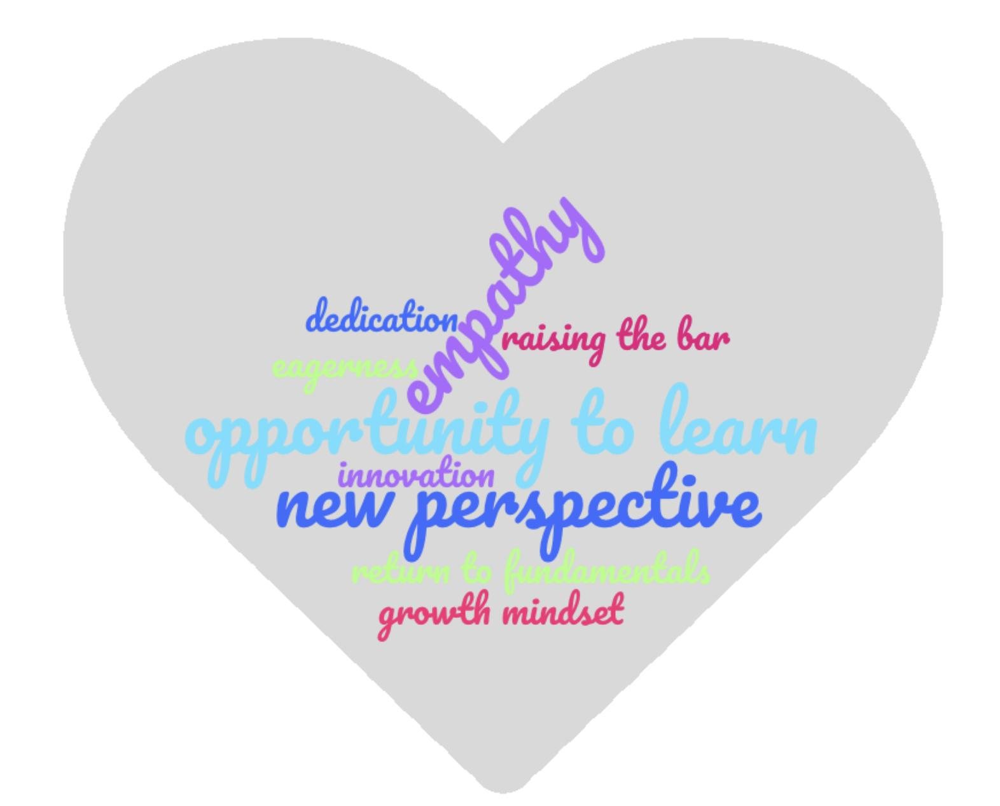 empathy
dedication
raising the bar
eagerness
opportunity to learn
innovation
new perspective
return to fundamentals
growth mindset